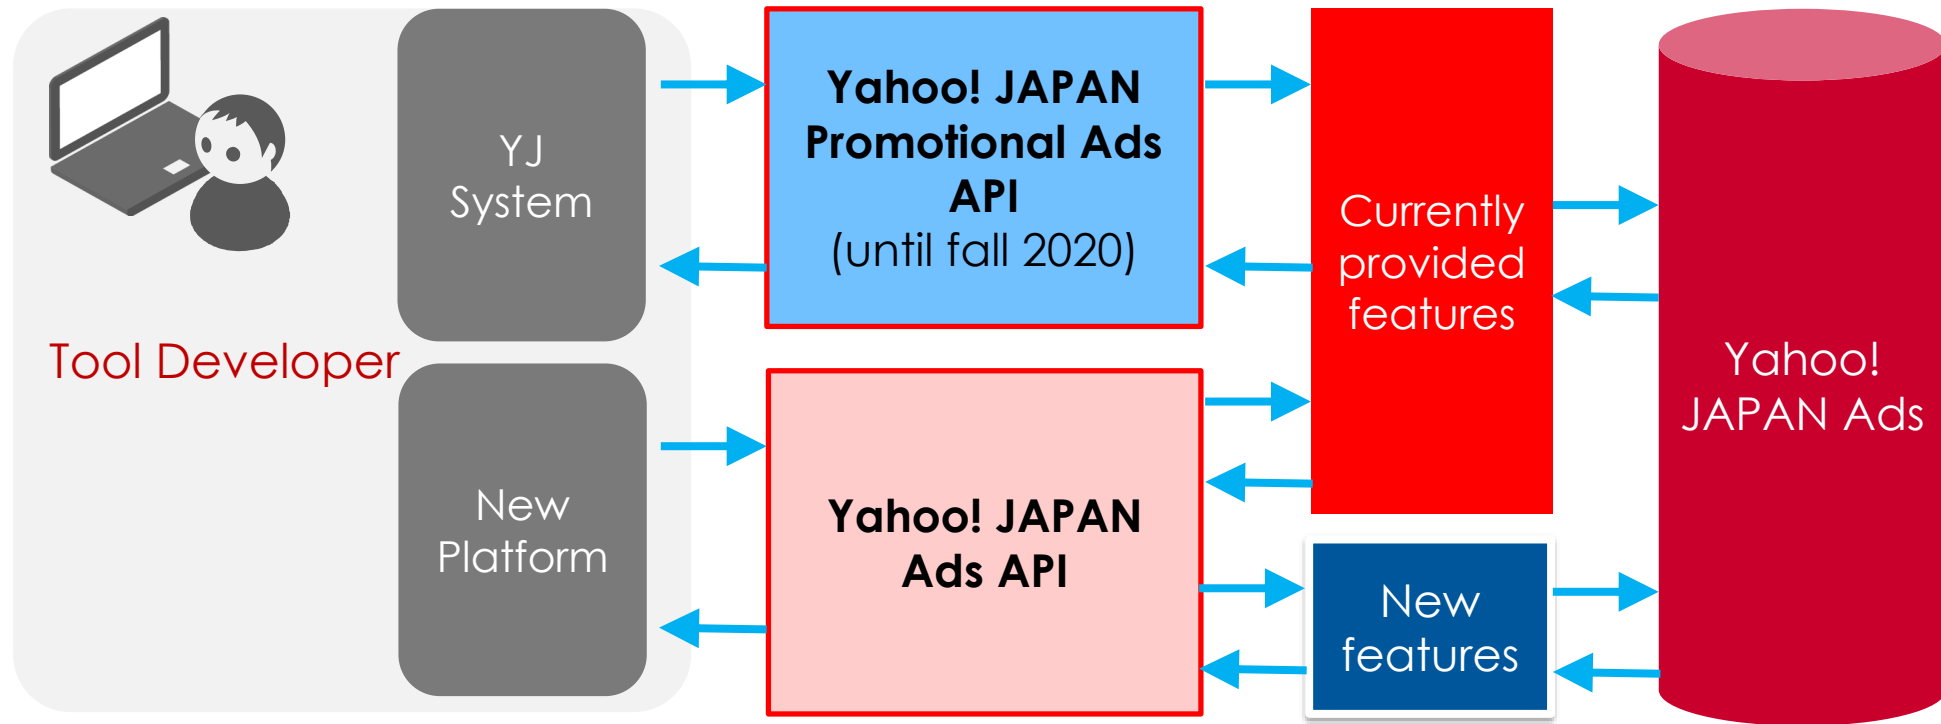 Tool Developer
YJ
System
New
Platform
Yahoo! JAPAN
Promotional Ads
API
(until fall 2020)
Yahoo! JAPAN
Ads API
Currently
provided
features
New
features
Yahoo!
JAPAN Ads